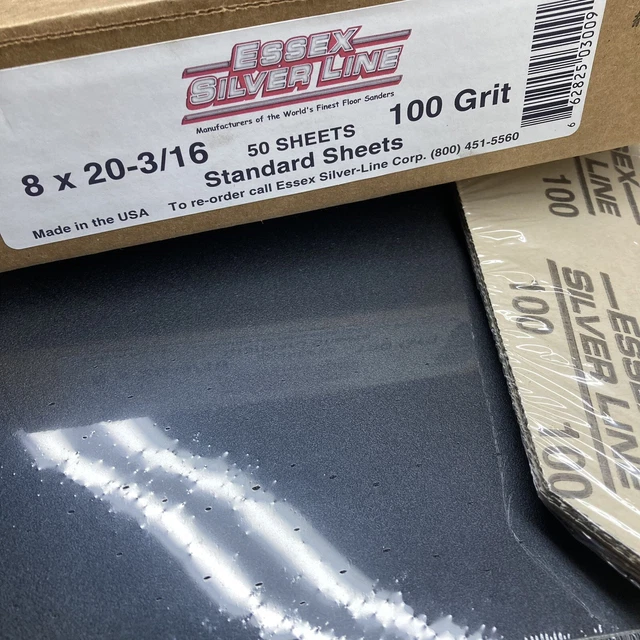 ESSEX
SILVER LINE
Manufacturers of the World's Finest Floor Sanders
8 x 20-3/16 50 SHEETS 100 Grit
Standard Sheets
Made in the USA To re-order call Essex Silver-Line Corp. (800) 451-5560
6 62825 03009
100
LINE
100
SILVER LINE
ESSEX
100